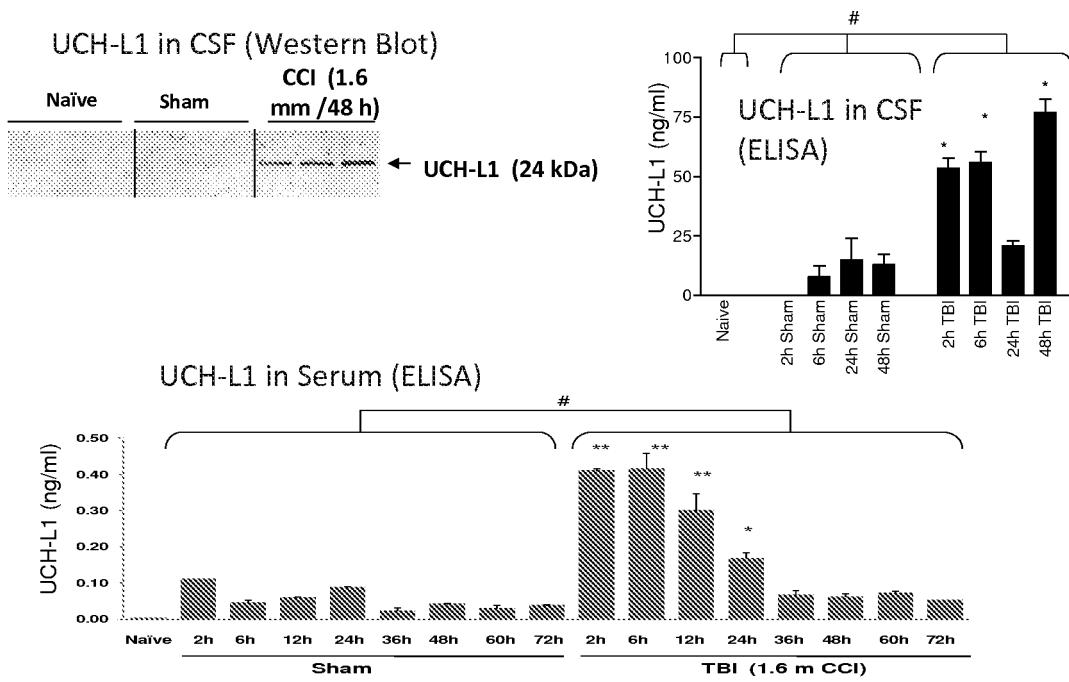 UCH-L1 in CSF (Western Blot)
Naïve
Sham
CCI (1.6
mm /48 h)
UCH-L1 (24 kDa)
#
100
75
50
25
0
UCH-L1 (ng/ml)
UCH-L1 in CSF
(ELISA)
*
*
*
Naive
2h Sham
6h Sham
24h Sham
48h Sham
2h TBI
6h TBI
24h TBI
48h TBI
UCH-L1 in Serum (ELISA)
#
UCH-L1 (ng/ml)
0.50
0.40
0.30
0.20
0.10
0.00
**
**
**
*
Naïve 2h 6h 12h 24h 36h 48h 60h 72h 2h 6h 12h 24h 36h 48h 60h 72h
Sham
TBI (1.6 m CCI)